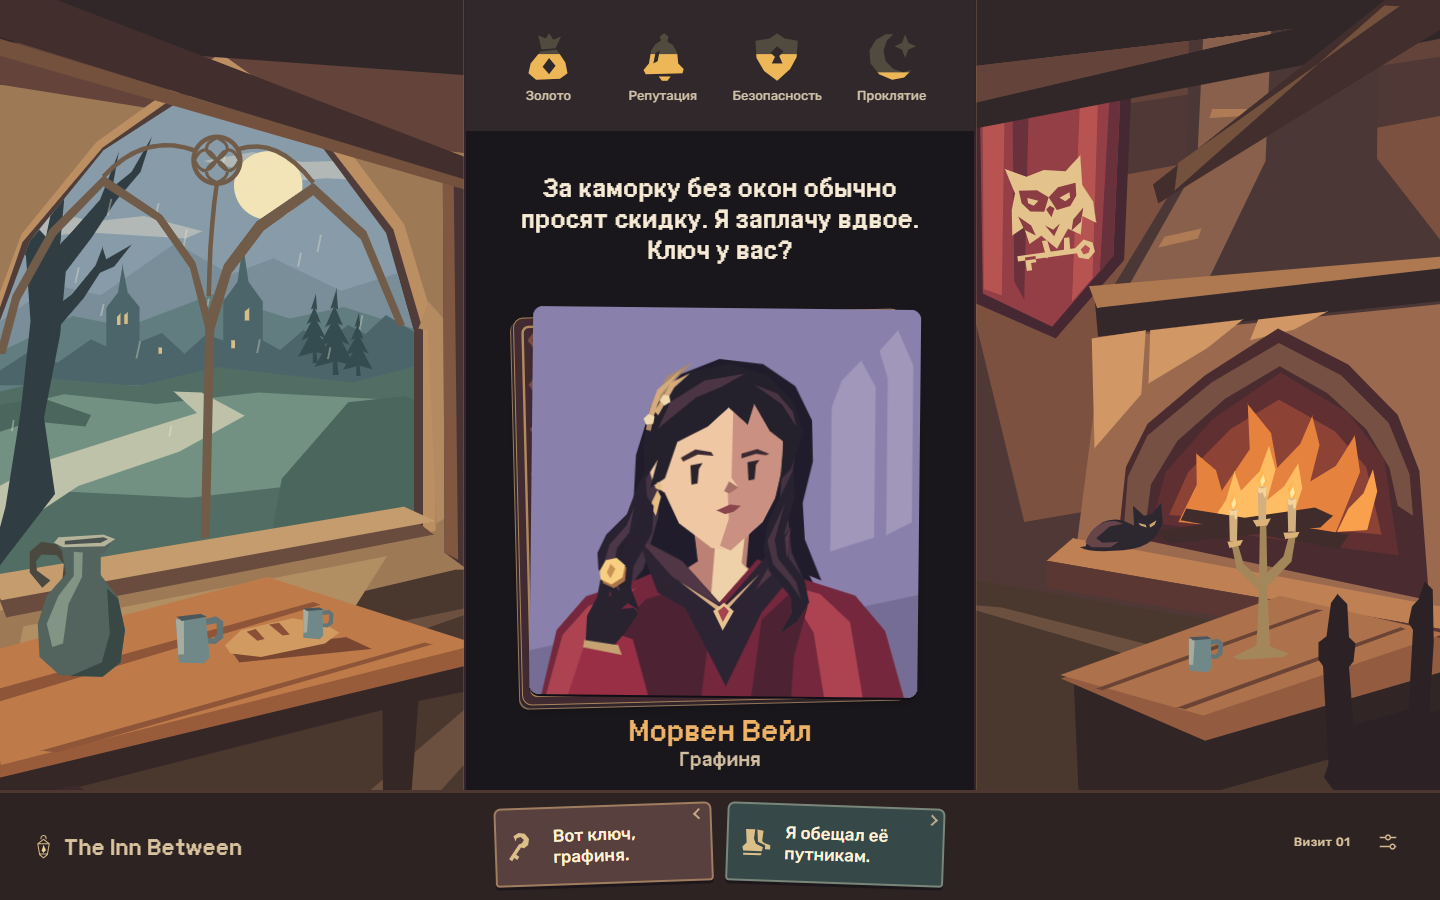 Золото
Репутация
Безопасность
Проклятие
За каморку без окон обычно
просят скидку. Я заплачу вдвое.
Ключ у вас?
Морвен Вейл
Графиня
The Inn Between
Вот ключ,
графиня.
Я обещал её
путникам.
Визит 01